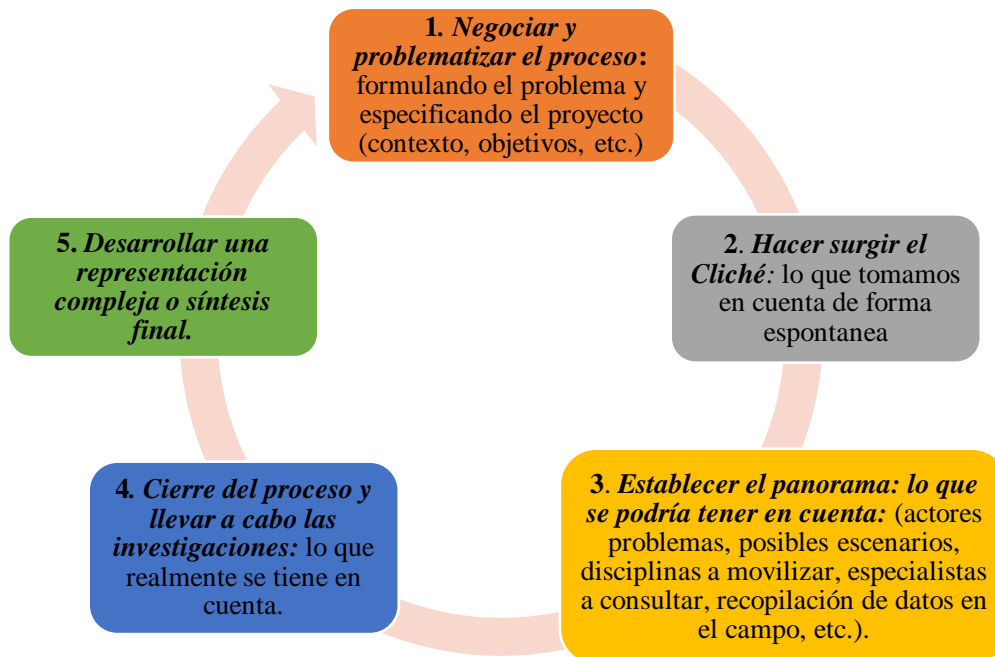 1. Negociar y
problematizar el proceso:
formulando el problema y
especificando el proyecto
(contexto, objetivos, etc.)
2. Hacer surgir el
Cliché: lo que tomamos
en cuenta de forma
espontanea
3. Establecer el panorama: lo que
se podría tener en cuenta: (actores
problemas, posibles escenarios,
disciplinas a movilizar, especialistas
a consultar, recopilación de datos en
el campo, etc.).
4. Cierre del proceso y
llevar a cabo las
investigaciones: lo que
realmente se tiene en
cuenta.
5. Desarrollar una
representación
compleja o síntesis
final.